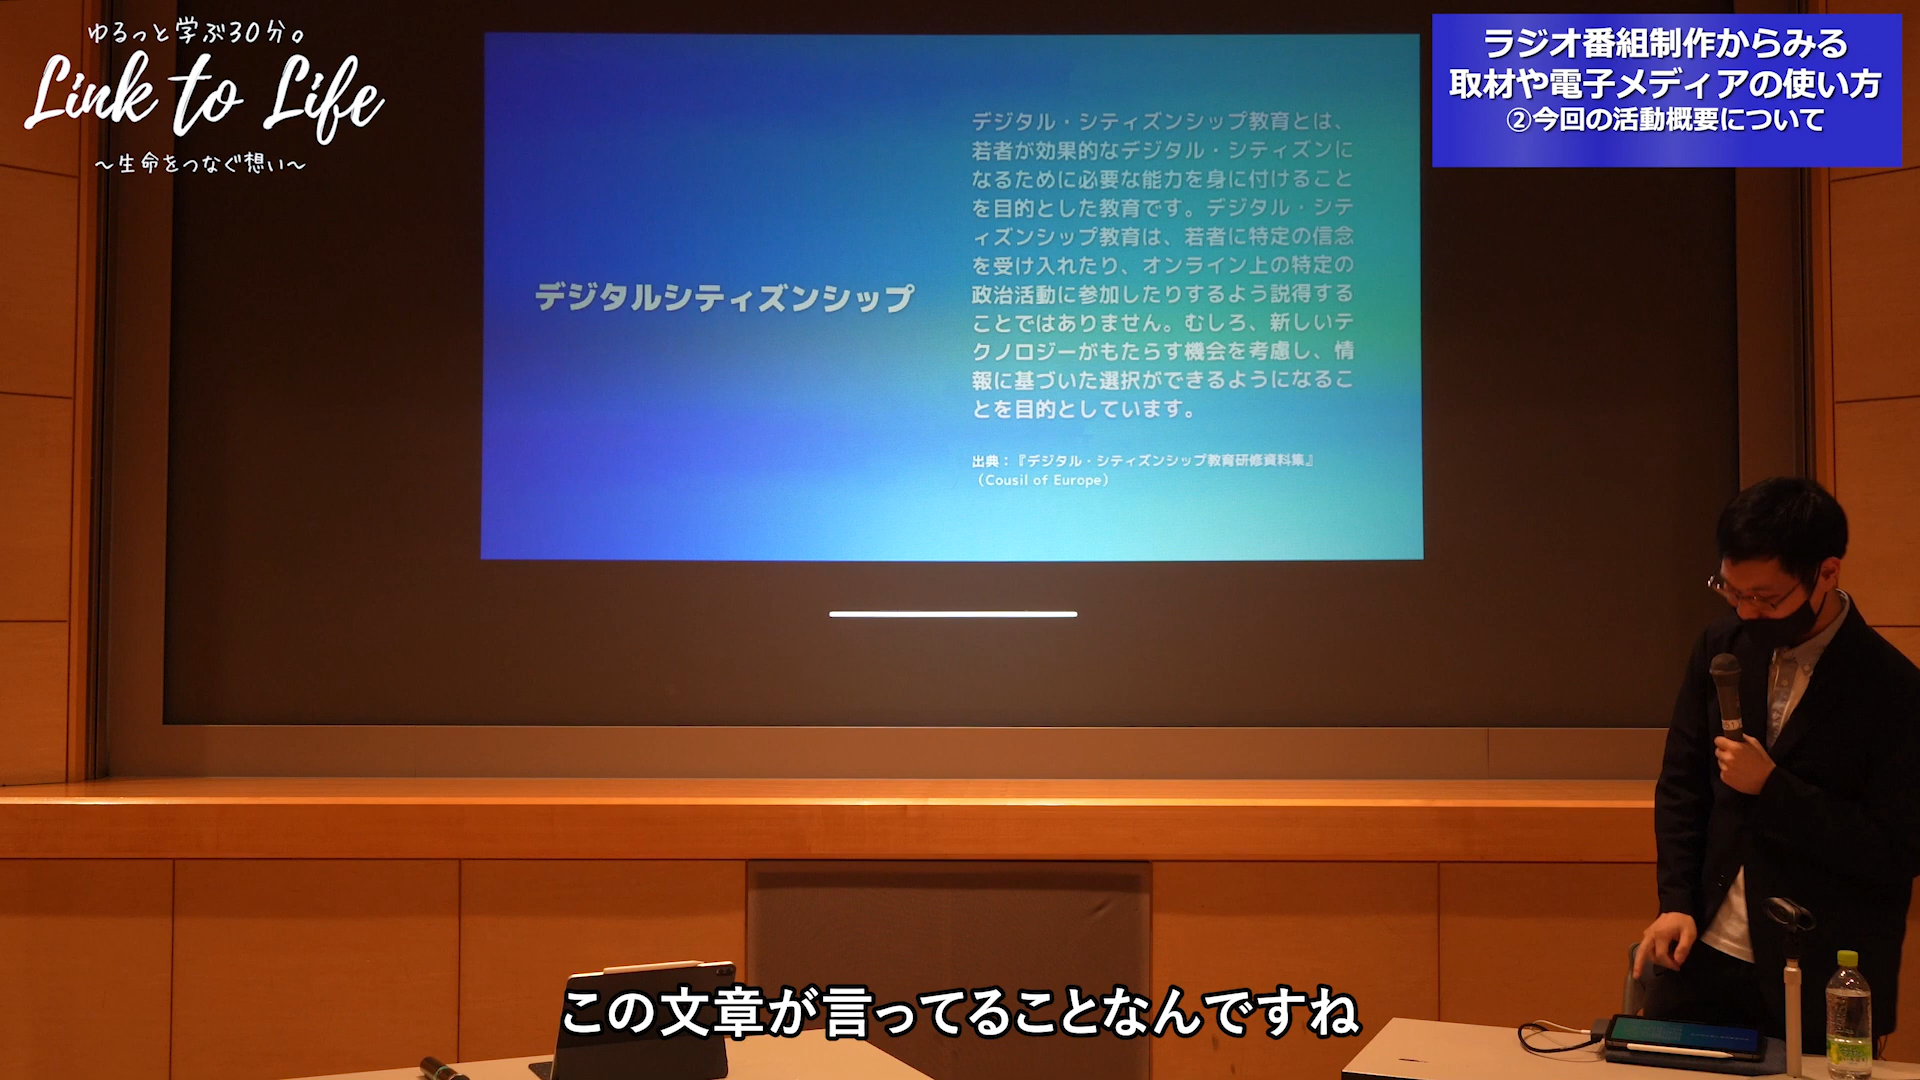 ゆるっと学ぶ30分。
Link to Life
～生命をつなぐ想い～
ラジオ番組制作からみる
取材や電子メディアの使い方
②今回の活動概要について
デジタルシティズンシップ
デジタル・シティズンシップ教育とは、
若者が効果的なデジタル・シティズンに
なるために必要な能力を身に付けること
を目的とした教育です。デジタル・シテ
ィズンシップ教育は、若者に特定の信念
を受け入れたり、オンライン上の特定の
政治活動に参加したりするよう説得する
ことではありません。むしろ、新しいテ
クノロジーがもたらす機会を考慮し、情
報に基づいた選択ができるようになるこ
とを目的としています。
出典：『デジタル・シティズンシップ教育研修資料集』
（Cousil of Europe）
この文章が言ってることなんですね